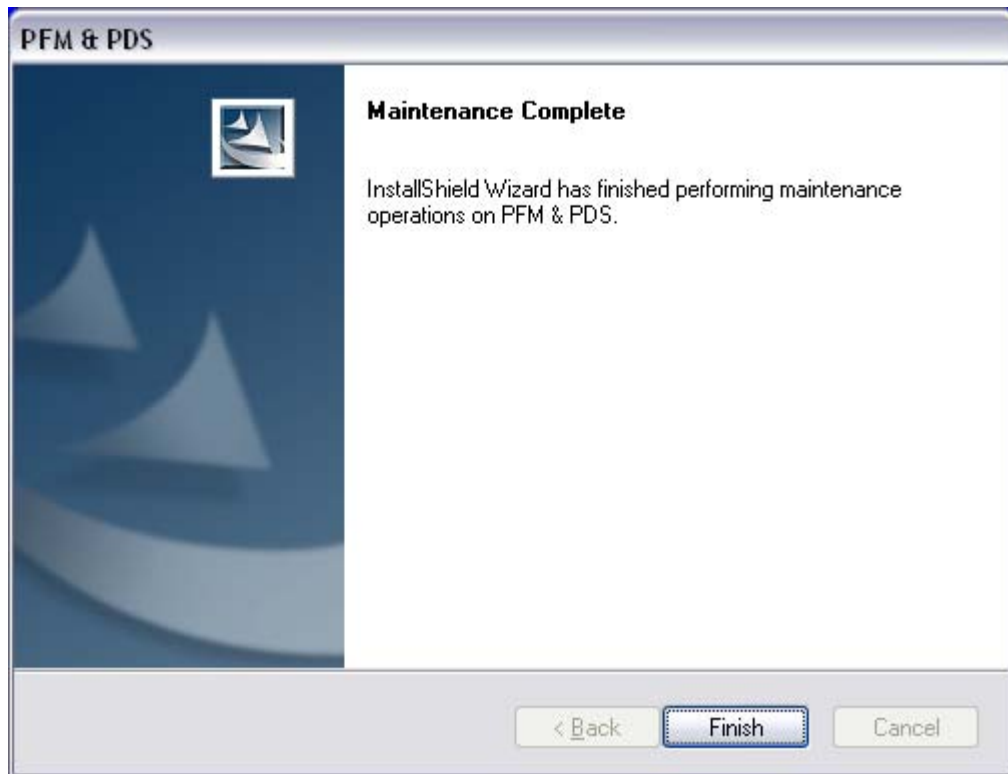 PFM & PDS
Maintenance Complete
InstallShield Wizard has finished performing maintenance
operations on PFM & PDS.
< Back
Finish
Cancel